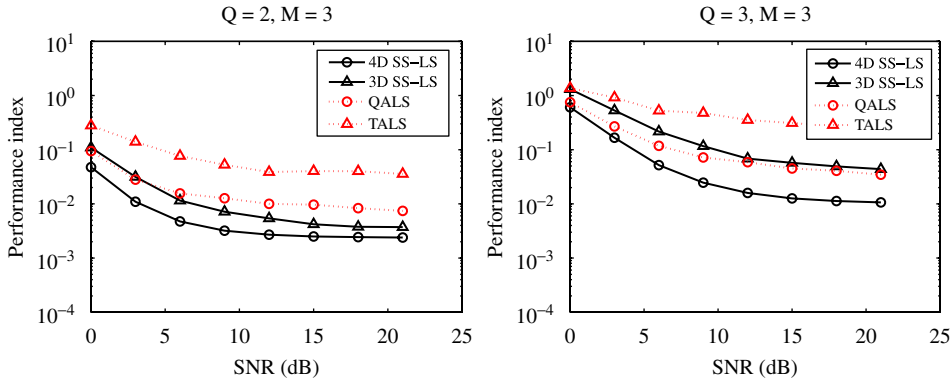 Q = 2, M = 3
Performance index
10^1
10^0
10^−1
10^−2
10^−3
10^−4
4D SS−LS
3D SS−LS
QALS
TALS
0 5 10 15 20 25
SNR (dB)
Q = 3, M = 3
Performance index
10^1
10^0
10^−1
10^−2
10^−3
10^−4
4D SS−LS
3D SS−LS
QALS
TALS
0 5 10 15 20 25
SNR (dB)